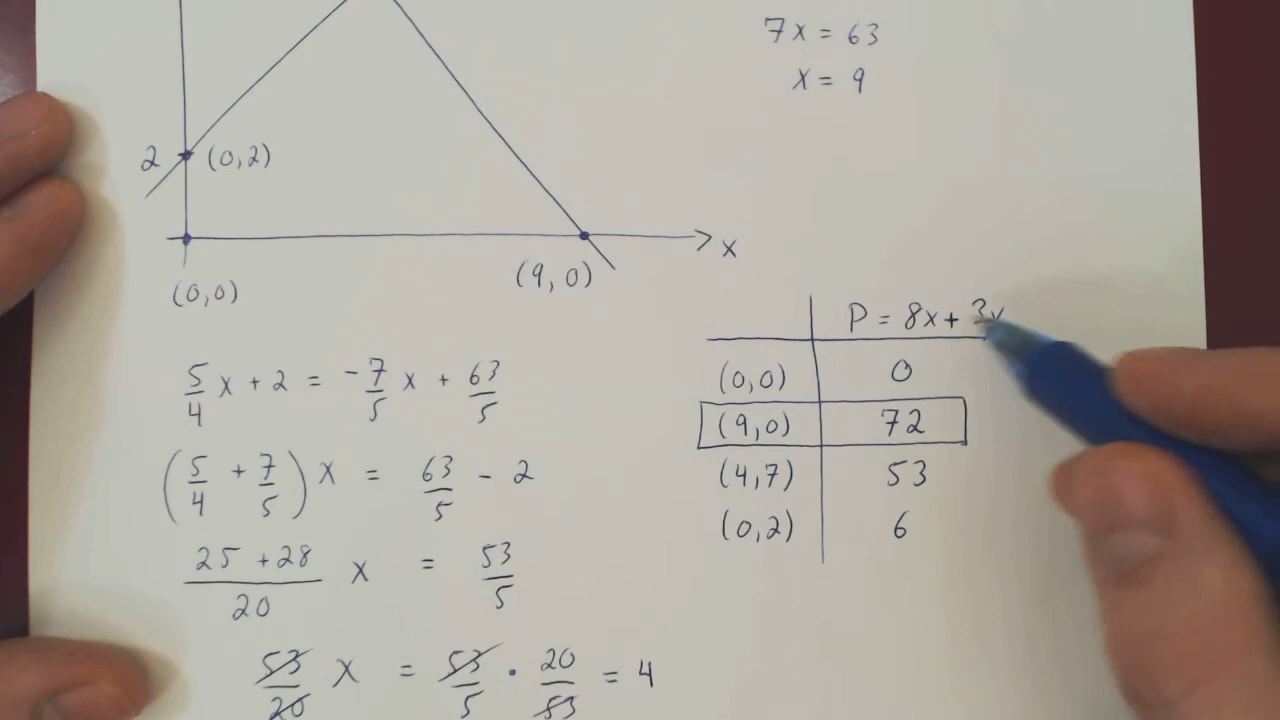 7x = 63
x = 9
2 (0,2)
x
(0,0)
(9,0)
P = 8x + 3y
(0,0) 0
(9,0) 72
(4,7) 53
(0,2) 6
5/4 x + 2 = -7/5 x + 63/5
(5/4 + 7/5) x = 63/5 - 2
25 + 28/20 x = 53/5
53/20 x = 53/5 · 20/53 = 4